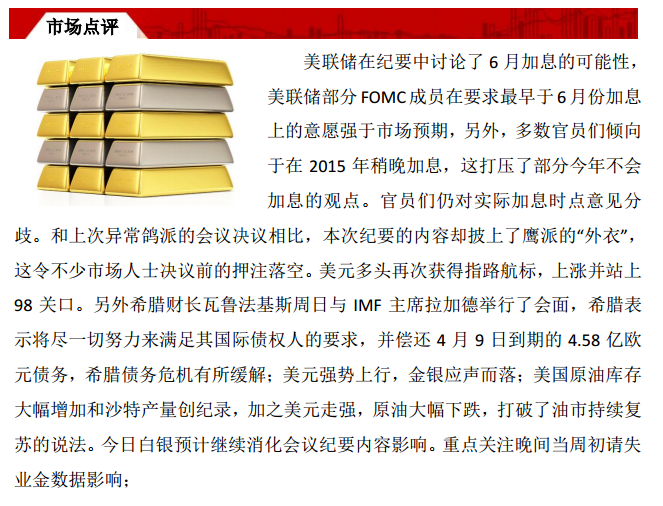 市场点评
美联储在纪要中讨论了 6 月加息的可能性，
美联储部分 FOMC 成员在要求最早于 6 月份加息
上的意愿强于市场预期，另外，多数官员们倾向
于在 2015 年稍晚加息，这打压了部分今年不会
加息的观点。官员们仍对实际加息时点意见分
歧。和上次异常鸽派的会议决议相比，本次纪要的内容却披上了鹰派的“外衣”，
这令不少市场人士决议前的押注落空。美元多头再次获得指路航标，上涨并站上
98 关口。另外希腊财长瓦鲁法基斯周日与 IMF 主席拉加德举行了会面，希腊表
示将尽一切努力来满足其国际债权人的要求，并偿还 4 月 9 日到期的 4.58 亿欧
元债务，希腊债务危机有所缓解；美元强势上行，金银应声而落；美国原油库存
大幅增加和沙特产量创纪录，加之美元走强，原油大幅下跌，打破了油市持续复
苏的说法。今日白银预计继续消化会议纪要内容影响。重点关注晚间当周初请失
业金数据影响；